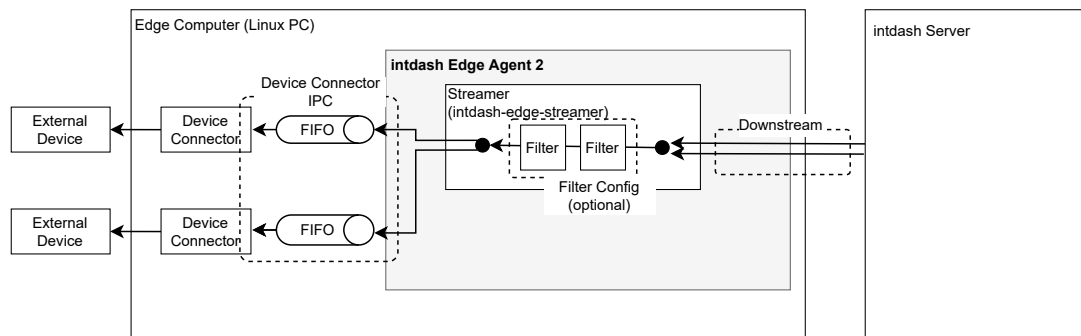 Edge Computer (Linux PC)
intdash Server
intdash Edge Agent 2
Device Connector
IPC
Streamer
(intdash-edge-streamer)
Downstream
External
Device
Device
Connector
FIFO
Filter
Filter
Filter Config
(optional)
External
Device
Device
Connector
FIFO